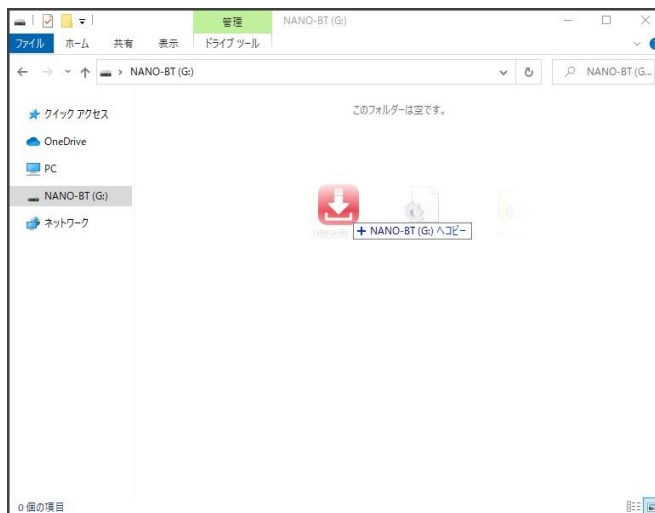 管理
NANO-BT (G:)
ファイル
ホーム
共有
表示
ドライブ ツール
NANO-BT (G:)
NANO-BT (G...
クイック アクセス
このフォルダーは空です。
OneDrive
PC
NANO-BT (G:)
NANO-BT (G:) へコピー
ネットワーク
0 個の項目